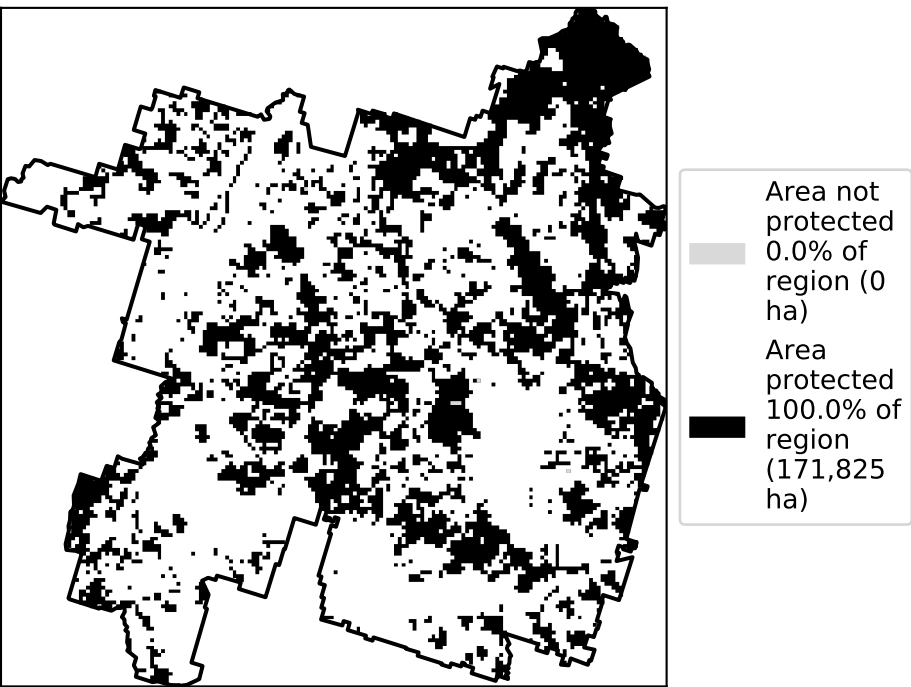 Area not
protected
0.0% of
region (0
ha)
Area
protected
100.0% of
region
(171,825
ha)